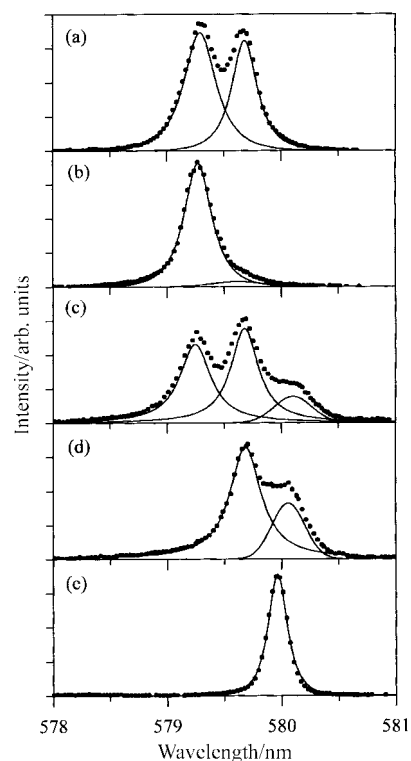 (a)
(b)
(c)
(d)
(e)
Intensity/arb. units
578 579 580 581
Wavelength/nm